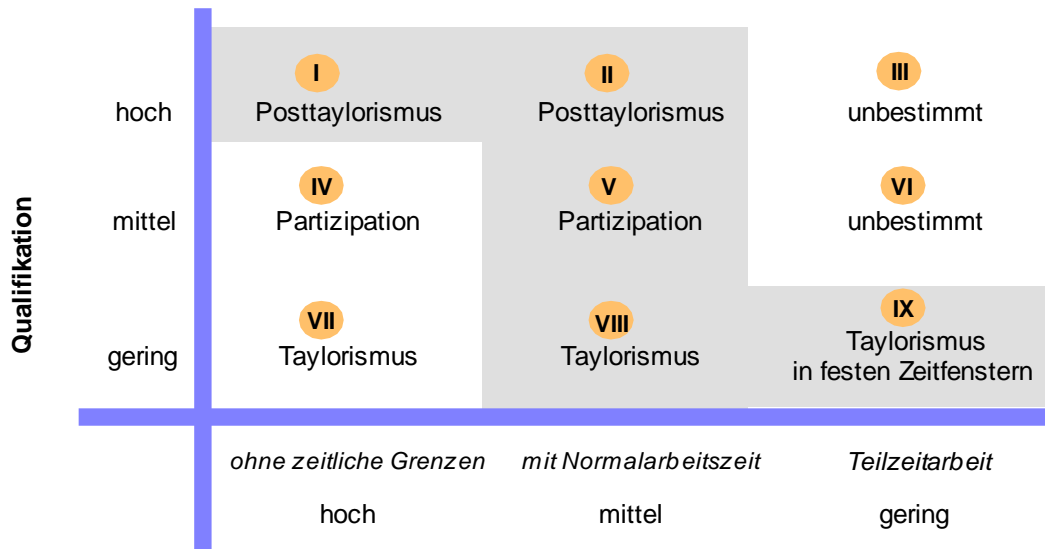 Qualifikation
hoch
I
Posttaylorismus
II
Posttaylorismus
III
unbestimmt
mittel
IV
Partizipation
V
Partizipation
VI
unbestimmt
gering
VII
Taylorismus
VIII
Taylorismus
IX
Taylorismus
in festen Zeitfenstern
ohne zeitliche Grenzen
mit Normalarbeitszeit
Teilzeitarbeit
hoch
mittel
gering